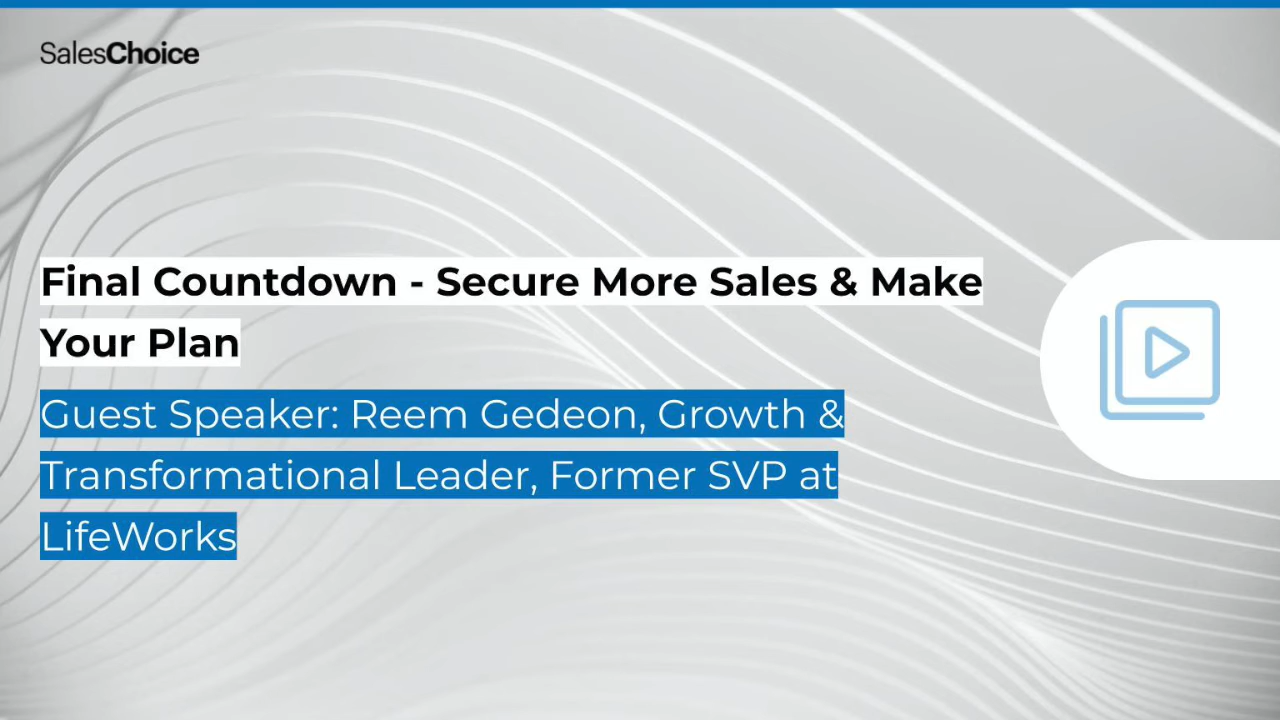 SalesChoice
Final Countdown - Secure More Sales & Make
Your Plan
Guest Speaker: Reem Gedeon, Growth &
Transformational Leader, Former SVP at
LifeWorks